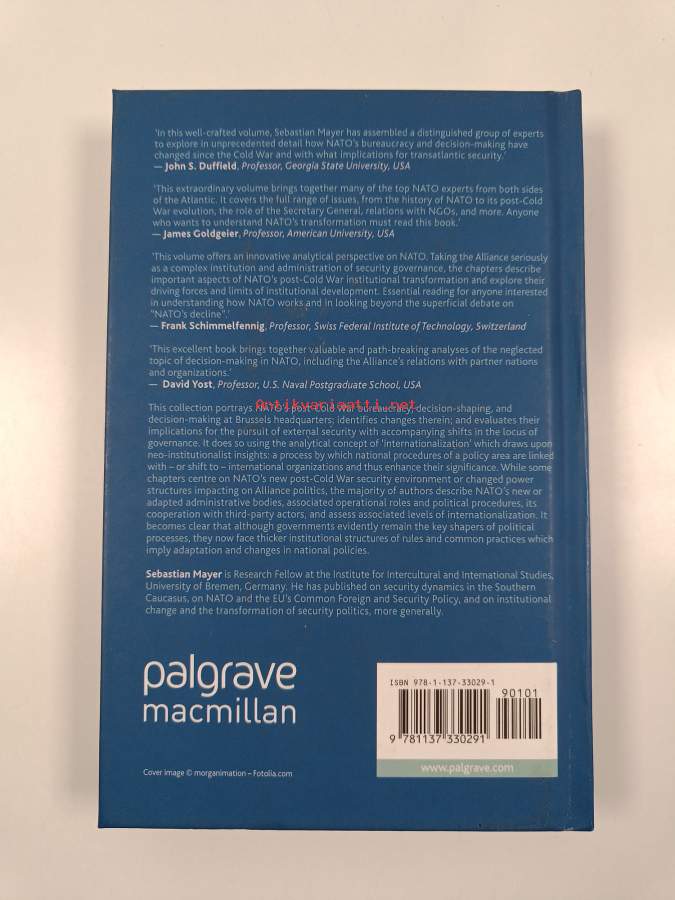 'In this well-crafted volume, Sebastian Mayer has assembled a distinguished group of experts
to explore in unprecedented detail how NATO's bureaucracy and decision-making have
changed since the Cold War and with what implications for transatlantic security.'
— John S. Duffield, Professor, Georgia State University, USA
'This extraordinary volume brings together many of the top NATO experts from both sides
of the Atlantic. It covers the full range of issues, from the history of NATO to its post-Cold
War evolution, the role of the Secretary General, relations with NGOs, and more. Anyone
who wants to understand NATO's transformation must read this book.'
— James Goldgeier, Professor, American University, USA
'This volume offers an innovative analytical perspective on NATO. Taking the Alliance seriously
as a complex institution and administration of security governance, the chapters describe
important aspects of NATO's post-Cold War institutional transformation and explore their
driving forces and limits of institutional development. Essential reading for anyone interested
in understanding how NATO works and in looking beyond the superficial debate on
"NATO's decline".'
— Frank Schimmelfennig, Professor, Swiss Federal Institute of Technology, Switzerland
'This excellent book brings together valuable and path-breaking analyses of the neglected
topic of decision-making in NATO, including the Alliance's relations with partner nations
and organizations.'
— David Yost, Professor, U.S. Naval Postgraduate School, USA
Antikvariaatti.net
This collection portrays NATO's post-Cold War bureaucracy, decision-shaping, and
decision-making at Brussels headquarters; identifies changes therein; and evaluates their
implications for the pursuit of external security with accompanying shifts in the locus of
governance. It does so using the analytical concept of 'internationalization' which draws upon
neo-institutionalist insights: a process by which national procedures of a policy area are linked
with – or shift to – international organizations and thus enhance their significance. While some
chapters centre on NATO's new post-Cold War security environment or changed power
structures impacting on Alliance politics, the majority of authors describe NATO's new or
adapted administrative bodies, associated operational roles and political procedures, its
cooperation with third-party actors, and assess associated levels of internationalization. It
becomes clear that although governments evidently remain the key shapers of political
processes, they now face thicker institutional structures of rules and common practices which
imply adaptation and changes in national policies.
Sebastian Mayer is Research Fellow at the Institute for Intercultural and International Studies,
University of Bremen, Germany. He has published on security dynamics in the Southern
Caucasus, on NATO and the EU's Common Foreign and Security Policy, and on institutional
change and the transformation of security politics, more generally.
palgrave
macmillan
ISBN 978-1-137-33029-1
90101
9 781137 330291
www.palgrave.com
Cover image © morganimation – Fotolia.com